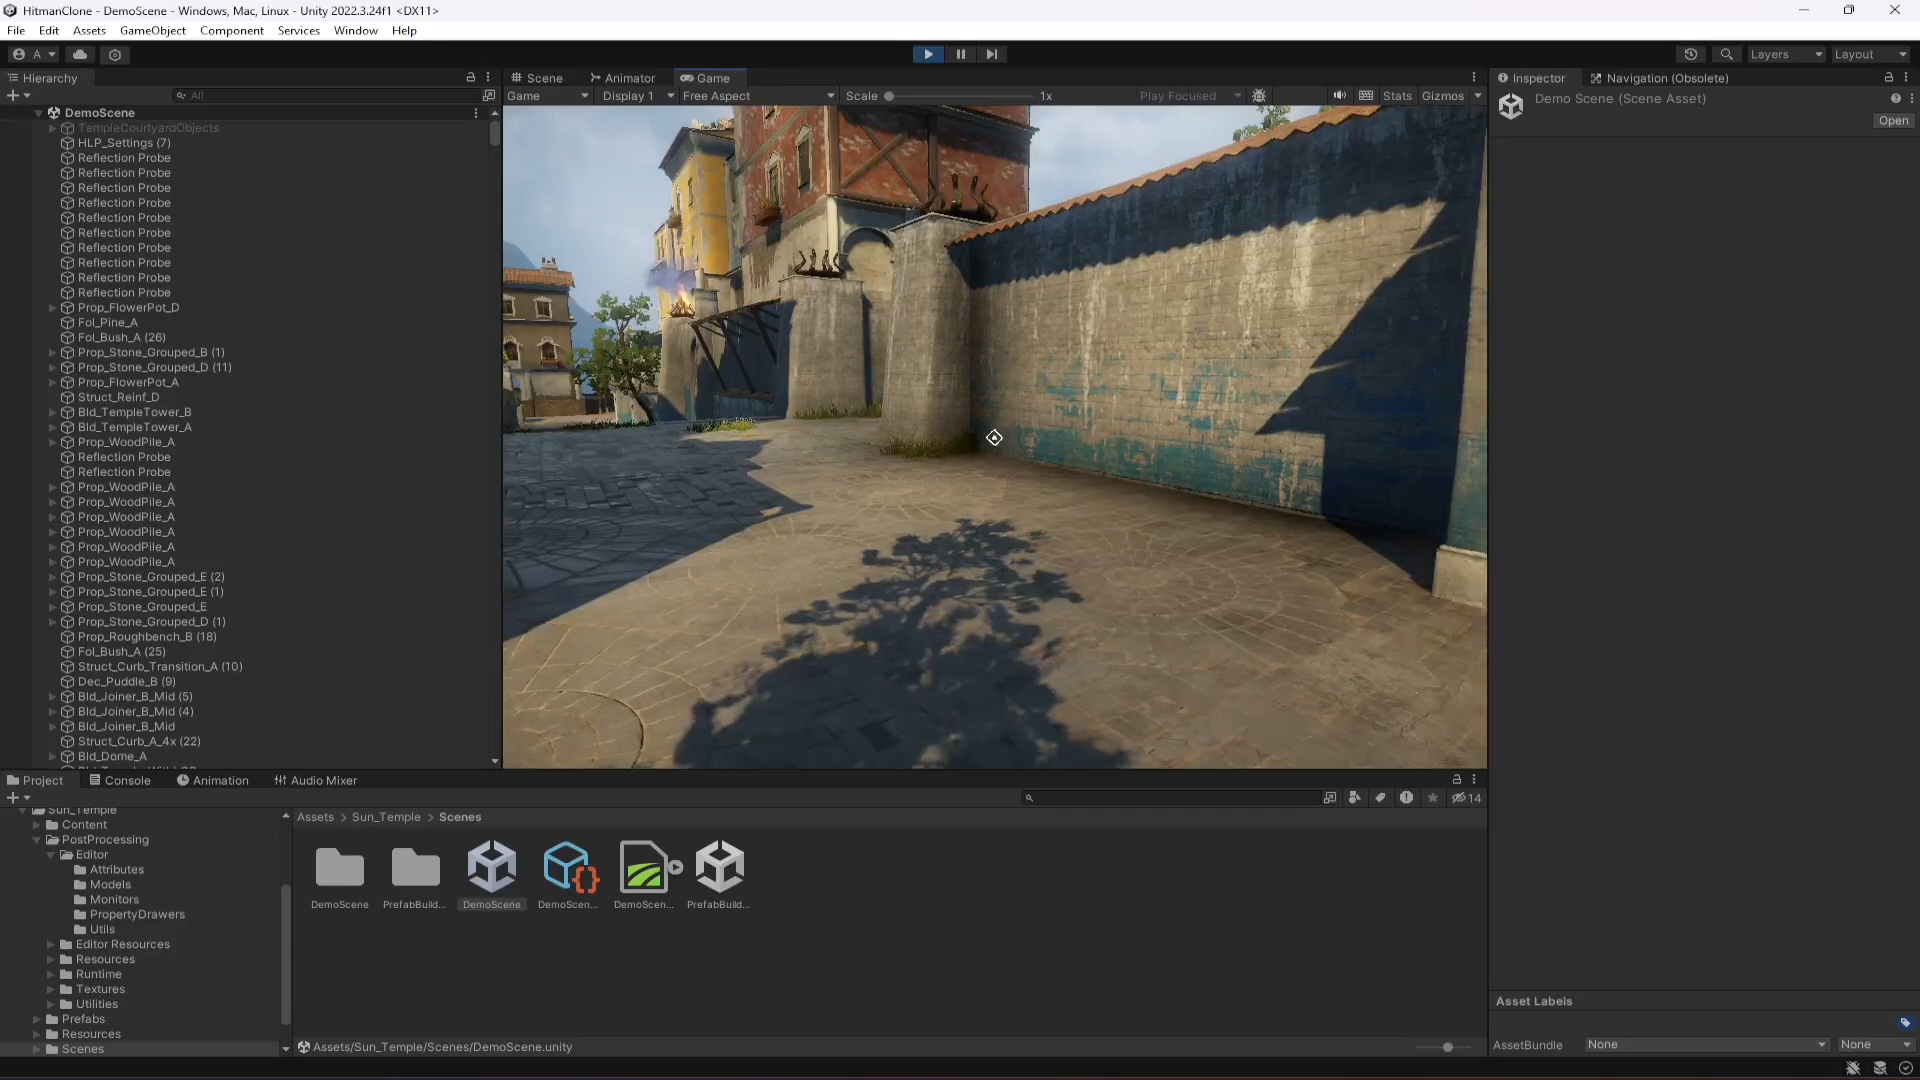 HitmanClone - DemoScene - Windows, Mac, Linux - Unity 2022.3.24f1 <DX11>
File Edit Assets GameObject Component Services Window Help
A Layers Layout
Hierarchy Scene Animator Game Inspector Navigation (Obsolete)
All Game Display 1 Free Aspect Scale 1x Play Focused Stats Gizmos
Demo Scene (Scene Asset)
Open
DemoScene
TempleCourtyardObjects
HLP_Settings (7)
Reflection Probe
Reflection Probe
Reflection Probe
Reflection Probe
Reflection Probe
Reflection Probe
Reflection Probe
Reflection Probe
Reflection Probe
Reflection Probe
Prop_FlowerPot_D
Fol_Pine_A
Fol_Bush_A (26)
Prop_Stone_Grouped_B (1)
Prop_Stone_Grouped_D (11)
Prop_FlowerPot_A
Struct_Reinf_D
Bld_TempleTower_B
Bld_TempleTower_A
Prop_WoodPile_A
Reflection Probe
Reflection Probe
Prop_WoodPile_A
Prop_WoodPile_A
Prop_WoodPile_A
Prop_WoodPile_A
Prop_WoodPile_A
Prop_WoodPile_A
Prop_Stone_Grouped_E (2)
Prop_Stone_Grouped_E (1)
Prop_Stone_Grouped_E
Prop_Stone_Grouped_D (1)
Prop_Roughbench_B (18)
Fol_Bush_A (25)
Struct_Curb_Transition_A (10)
Dec_Puddle_B (9)
Bld_Joiner_B_Mid (5)
Bld_Joiner_B_Mid (4)
Bld_Joiner_B_Mid
Struct_Curb_A_4x (22)
Bld_Dome_A
Project Console Animation Audio Mixer
14
Sun_Temple
Content
PostProcessing
Editor
Attributes
Models
Monitors
PropertyDrawers
Utils
Editor Resources
Resources
Runtime
Textures
Utilities
Prefabs
Resources
Scenes
Assets > Sun_Temple > Scenes
DemoScene PrefabBuild... DemoScene DemoScen... DemoScen... PrefabBuild...
Assets/Sun_Temple/Scenes/DemoScene.unity
Asset Labels
AssetBundle None None